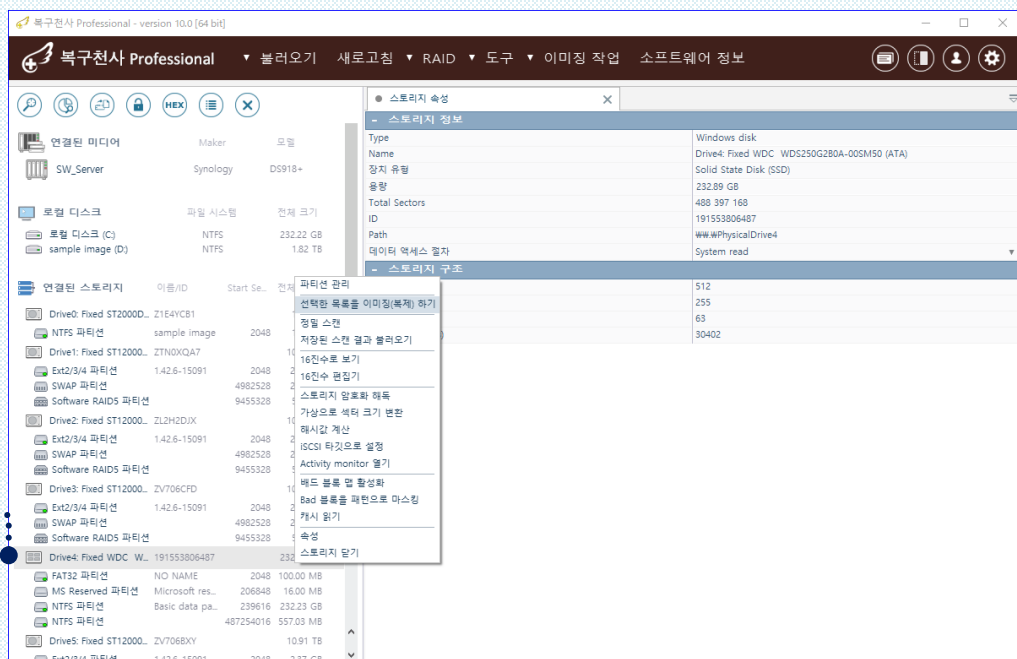 복구천사 Professional - version 10.0 [64 bit]
복구천사 Professional ▾ 불러오기 새로고침 ▾ RAID ▾ 도구 ▾ 이미징 작업 소프트웨어 정보
HEX
연결된 미디어 Maker 모델
SW_Server Synology DS918+
로컬 디스크 파일 시스템 전체 크기
로컬 디스크 (C:) NTFS 232.22 GB
sample image (D:) NTFS 1.82 TB
연결된 스토리지 이름/ID Start Se... 전체
Drive0: Fixed ST2000D... Z1E4YCB1
NTFS 파티션 sample image 2048
Drive1: Fixed ST12000... ZTN0XQA7
Ext2/3/4 파티션 1.42.6-15091 2048
SWAP 파티션 4982528
Software RAID5 파티션 9455328
Drive2: Fixed ST12000... ZL2H2DJX
Ext2/3/4 파티션 1.42.6-15091 2048
SWAP 파티션 4982528
Software RAID5 파티션 9455328
Drive3: Fixed ST12000... ZV706CFD
Ext2/3/4 파티션 1.42.6-15091 2048
SWAP 파티션 4982528
Software RAID5 파티션 9455328
Drive4: Fixed WDC W... 191553806487 232
FAT32 파티션 NO NAME 2048 100.00 MB
MS Reserved 파티션 Microsoft res... 206848 16.00 MB
NTFS 파티션 Basic data pa... 239616 232.23 GB
NTFS 파티션 487254016 557.03 MB
Drive5: Fixed ST12000... ZV706BXY 10.91 TB
Ext2/3/4 파티션 1.42.6-15091 2048 2.37 GB
파티션 관리
선택한 목록을 이미징(복제) 하기
정밀 스캔
저장된 스캔 결과 불러오기
16진수로 보기
16진수 편집기
스토리지 암호화 해독
가상으로 섹터 크기 변환
해시값 계산
iSCSI 타깃으로 설정
Activity monitor 열기
배드 블록 맵 활성화
Bad 블록을 패턴으로 마스킹
캐시 읽기
속성
스토리지 닫기
스토리지 속성
- 스토리지 정보
Type Windows disk
Name Drive4: Fixed WDC WDS250G2B0A-00SM50 (ATA)
장치 유형 Solid State Disk (SSD)
용량 232.89 GB
Total Sectors 488 397 168
ID 191553806487
Path ₩₩.₩PhysicalDrive4
데이터 액세스 절차 System read
- 스토리지 구조
512
255
63
) 30402